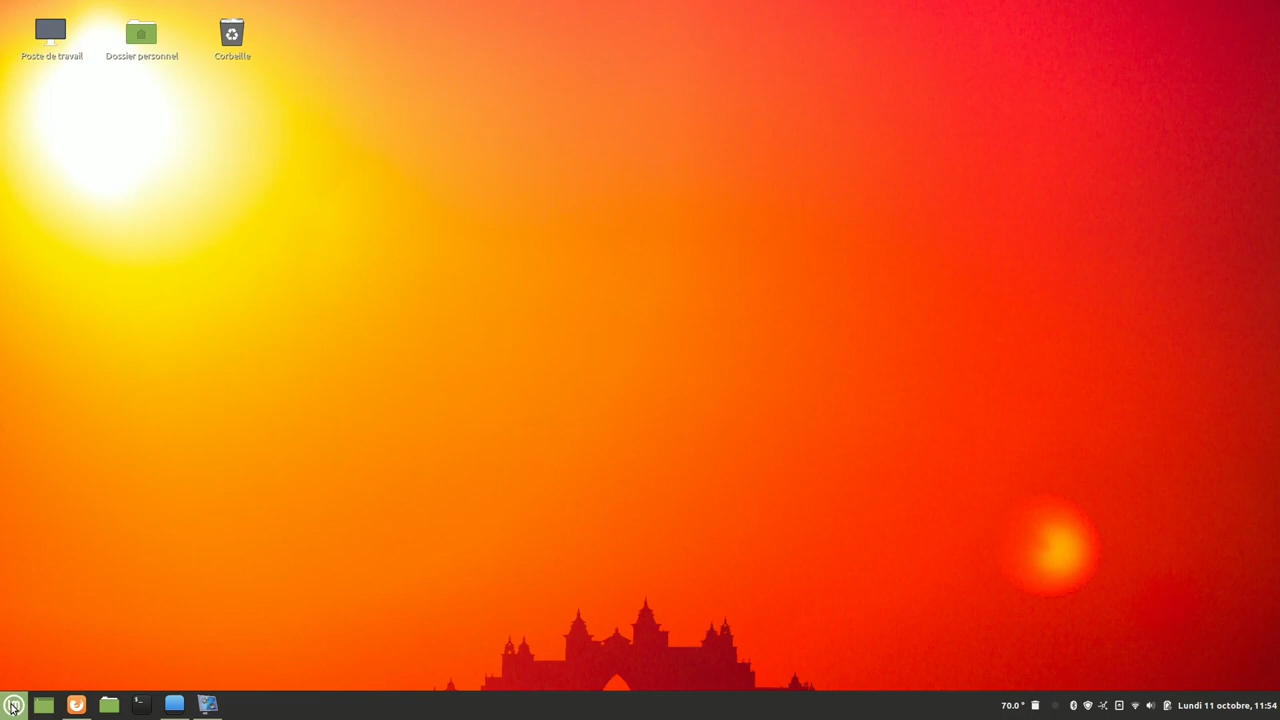 Poste de travail
Dossier personnel
Corbeille
70.0 °
Lundi 11 octobre, 11:54